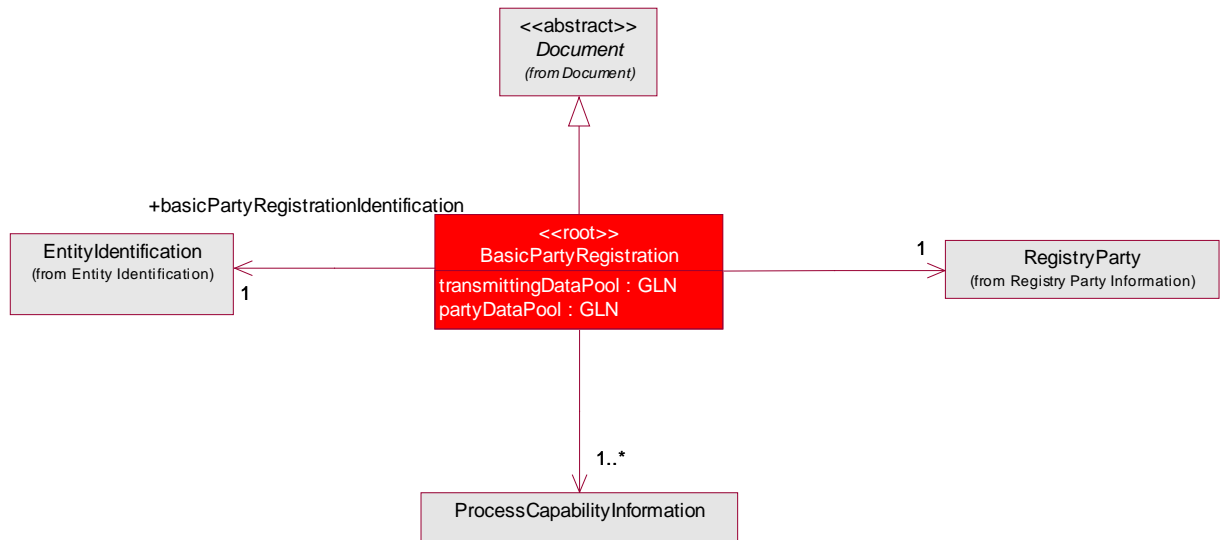 <<abstract>>
Document
(from Document)
+basicPartyRegistrationIdentification
EntityIdentification
(from Entity Identification)
1
<<root>>
BasicPartyRegistration
transmittingDataPool : GLN
partyDataPool : GLN
1
RegistryParty
(from Registry Party Information)
1..*
ProcessCapabilityInformation